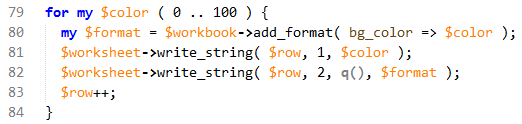 79 for my $color ( 0 .. 100 ) {
80 my $format = $workbook->add_format( bg_color => $color );
81 $worksheet->write_string( $row, 1, $color );
82 $worksheet->write_string( $row, 2, q(), $format );
83 $row++;
84 }